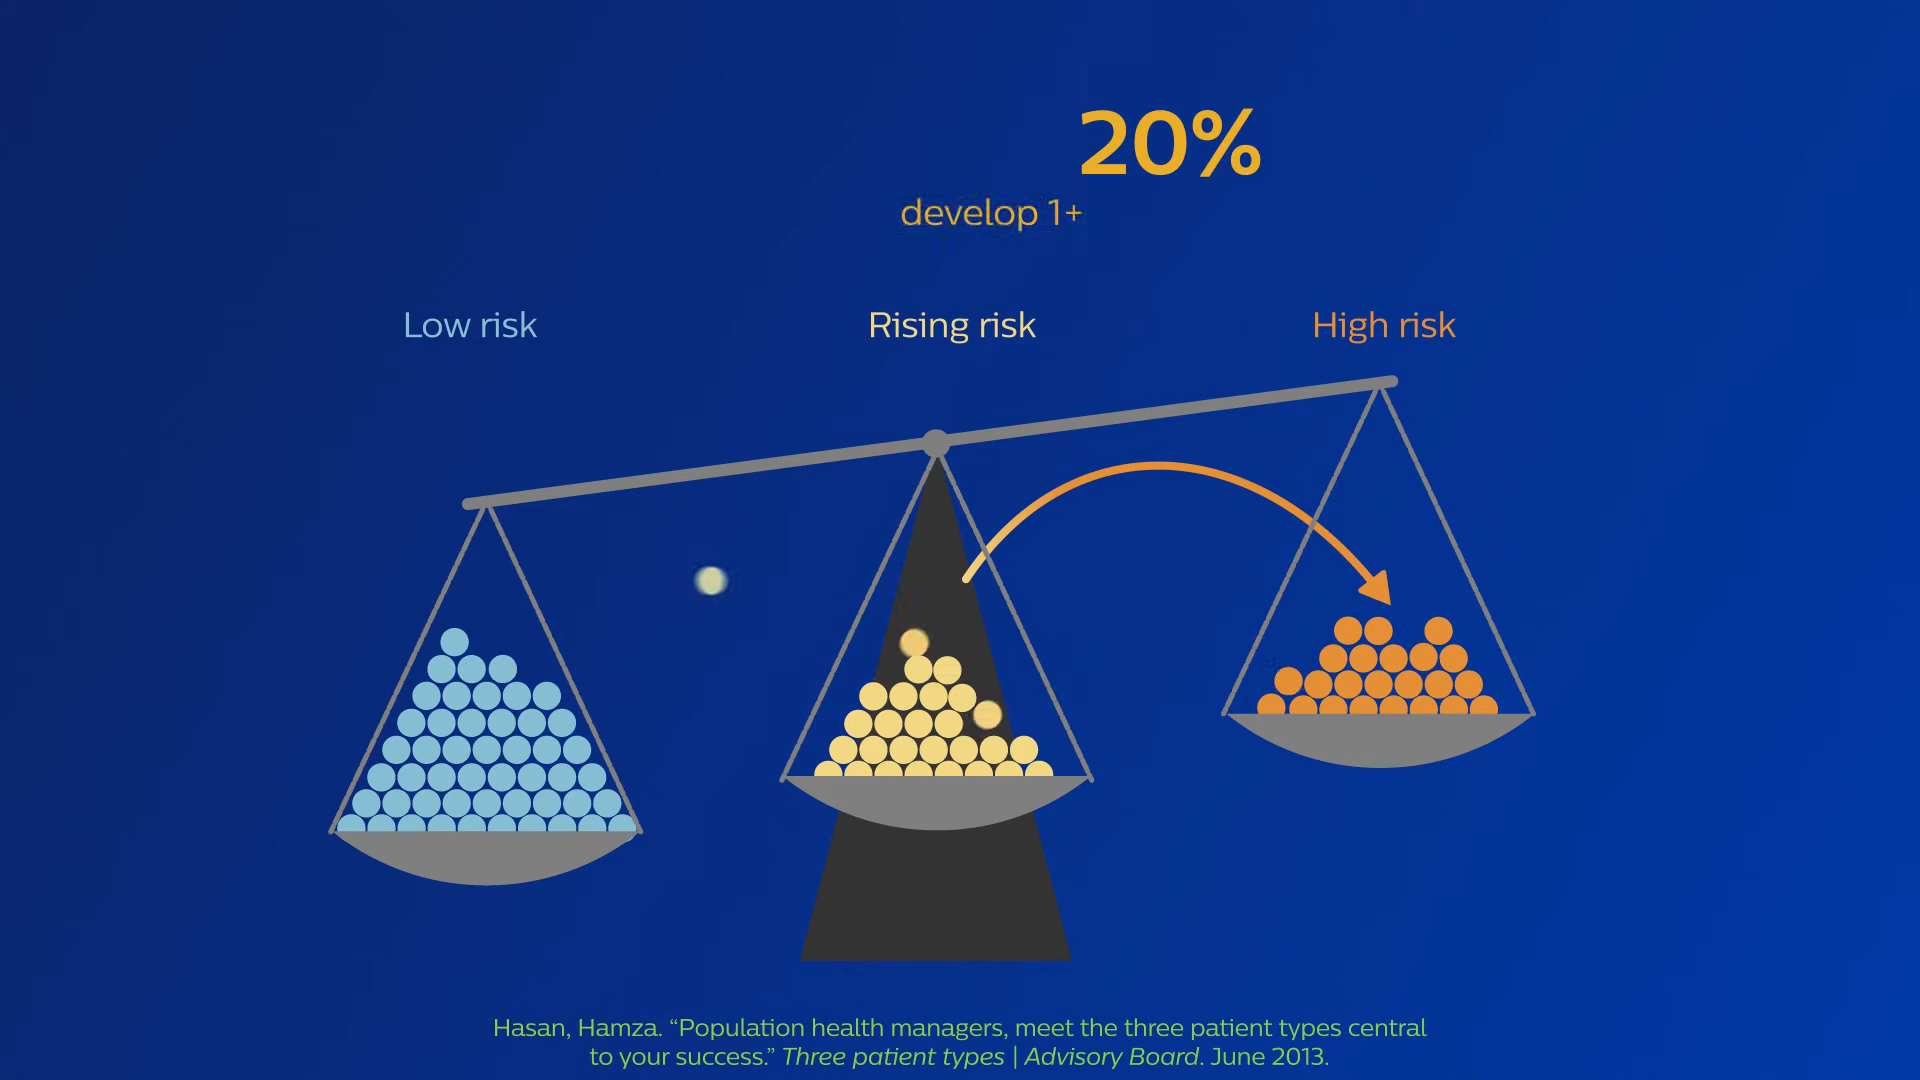 20%
develop 1+
Low risk
Rising risk
High risk
Hasan, Hamza. “Population health managers, meet the three patient types central
to your success.” Three patient types | Advisory Board. June 2013.